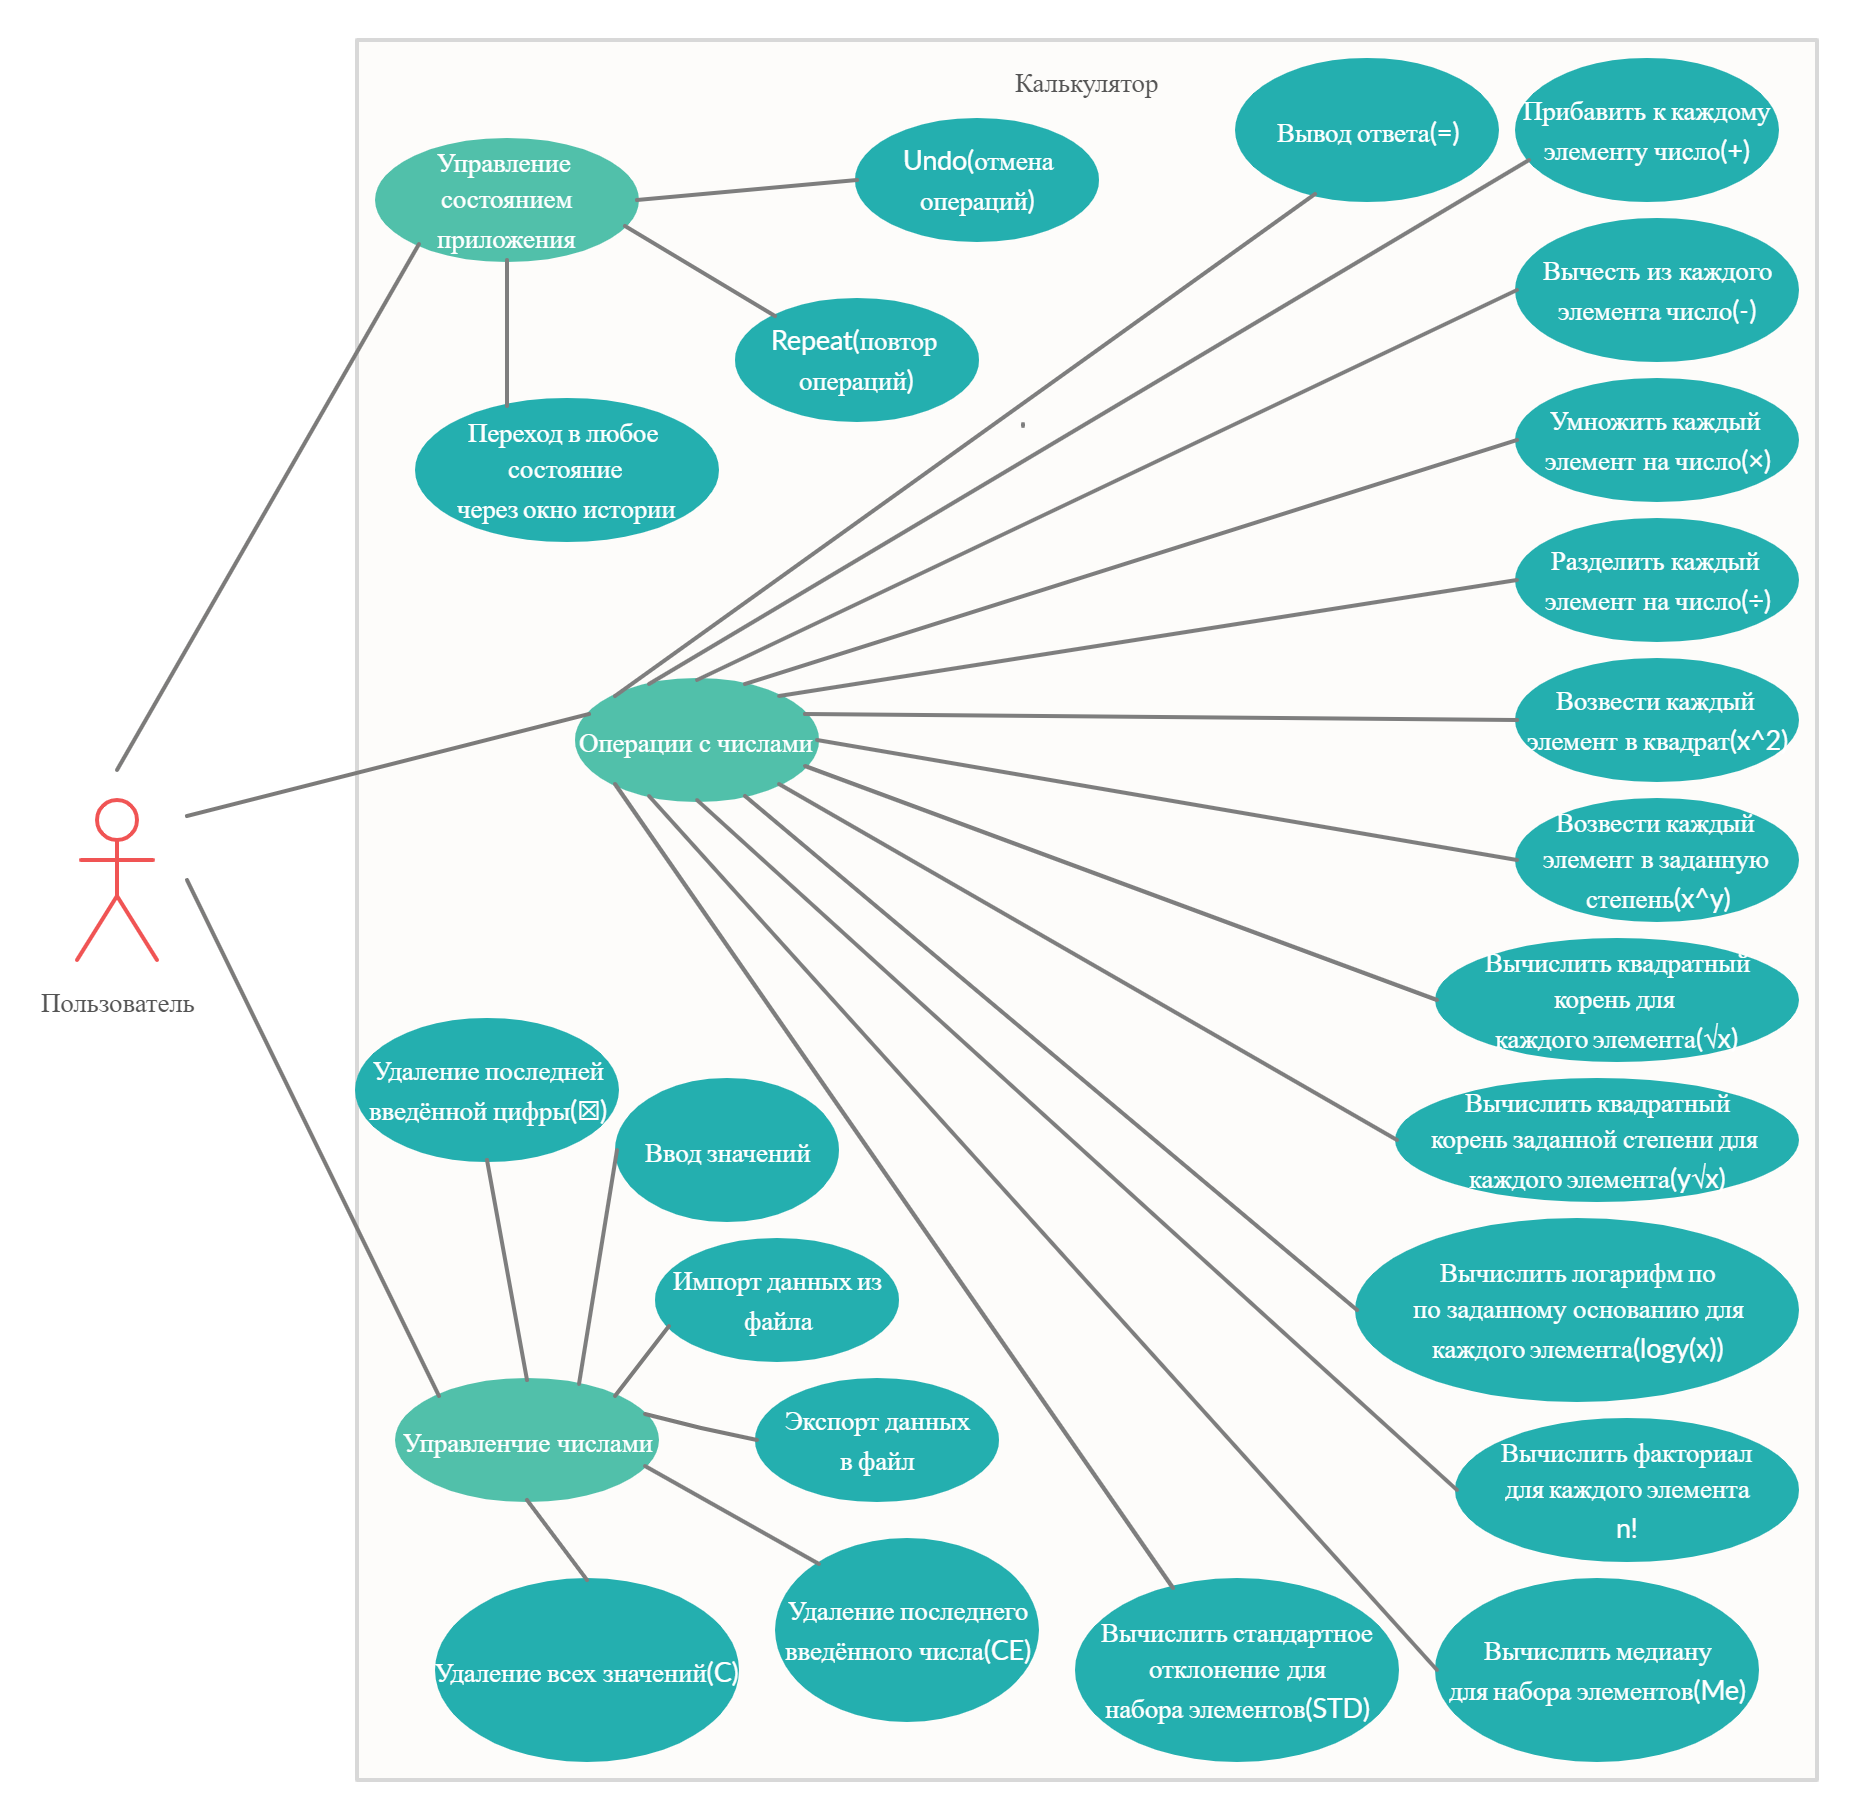 Калькулятор
Управление
состоянием
приложения
Undo(отмена
операций)
Repeat(повтор
операций)
Переход в любое
состояние
через окно истории
Вывод ответа(=)
Прибавить к каждому
элементу число(+)
Вычесть из каждого
элемента число(-)
Умножить каждый
элемент на число(×)
Разделить каждый
элемент на число(÷)
Операции с числами
Возвести каждый
элемент в квадрат(x^2)
Возвести каждый
элемент в заданную
степень(x^y)
Вычислить квадратный
корень для
каждого элемента(√x)
Вычислить квадратный
корень заданной степени для
каждого элемента(y√x)
Вычислить логарифм по
по заданному основанию для
каждого элемента(logy(x))
Вычислить факториал
для каждого элемента
n!
Вычислить медиану
для набора элементов(Me)
Вычислить стандартное
отклонение для
набора элементов(STD)
Пользователь
Удаление последней
введённой цифры(☒)
Ввод значений
Импорт данных из
файла
Экспорт данных
в файл
Управленчие числами
Удаление последнего
введённого числа(CE)
Удаление всех значений(C)